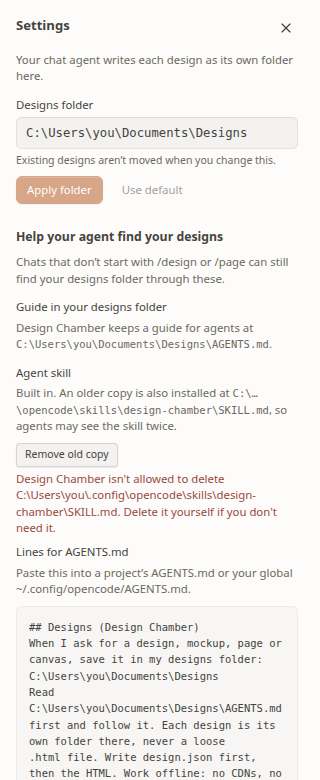 Settings
Your chat agent writes each design as its own folder
here.
Designs folder
C:\Users\you\Documents\Designs
Existing designs aren't moved when you change this.
Apply folder Use default
Help your agent find your designs
Chats that don't start with /design or /page can still
find your designs folder through these.
Guide in your designs folder
Design Chamber keeps a guide for agents at
C:\Users\you\Documents\Designs\AGENTS.md.
Agent skill
Built in. An older copy is also installed at C:\…
\opencode\skills\design-chamber\SKILL.md, so
agents may see the skill twice.
Remove old copy
Design Chamber isn't allowed to delete
C:\Users\you\.config\opencode\skills\design-
chamber\SKILL.md. Delete it yourself if you don't
need it.
Lines for AGENTS.md
Paste this into a project's AGENTS.md or your global
~/.config/opencode/AGENTS.md.
## Designs (Design Chamber)
When I ask for a design, mockup, page or
canvas, save it in my designs folder:
C:\Users\you\Documents\Designs
Read
C:\Users\you\Documents\Designs\AGENTS.md
first and follow it. Each design is its
own folder there, never a loose
.html file. Write design.json first,
then the HTML. Work offline: no CDNs, no